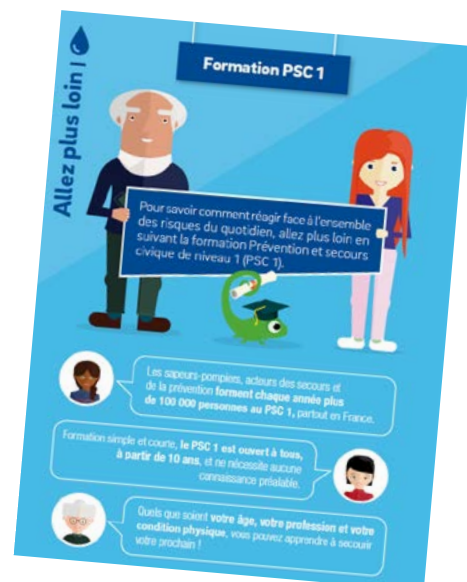 Allez plus loin |
Formation PSC 1
Pour savoir comment réagir face à l'ensemble
des risques du quotidien, allez plus loin en
suivant la formation Prévention et secours
civique de niveau 1 (PSC 1).
Les sapeurs-pompiers, acteurs des secours et
de la prévention forment chaque année plus
de 100 000 personnes au PSC 1, partout en France.
Formation simple et courte, le PSC 1 est ouvert à tous,
à partir de 10 ans, et ne nécessite aucune
connaissance préalable.
Quels que soient votre âge, votre profession et votre
condition physique, vous pouvez apprendre à secourir
votre prochain !